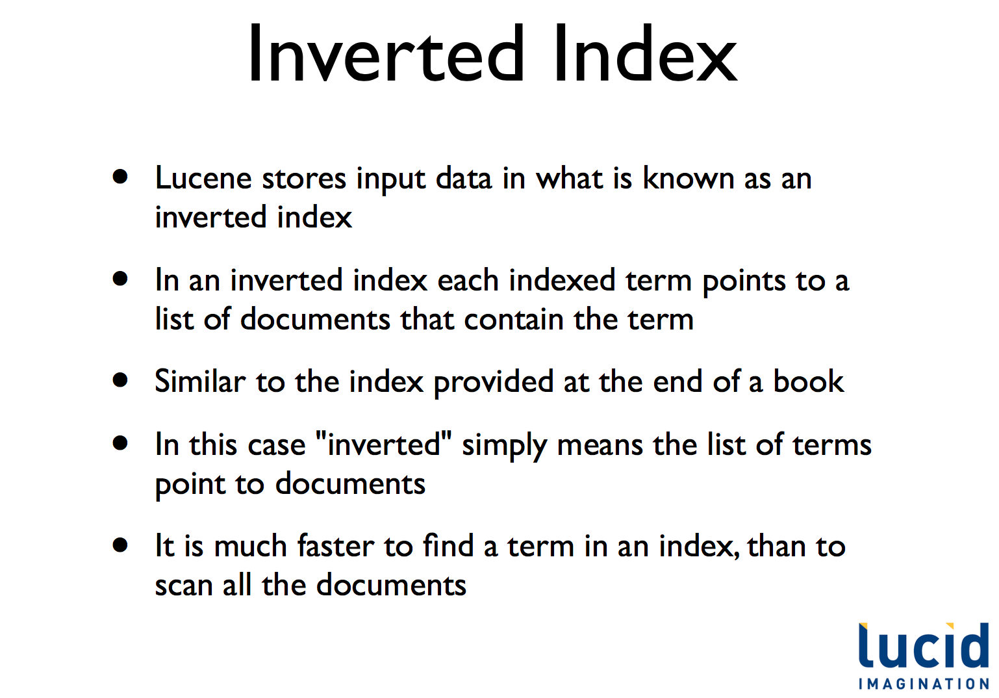 Inverted Index
• Lucene stores input data in what is known as an
inverted index
• In an inverted index each indexed term points to a
list of documents that contain the term
• Similar to the index provided at the end of a book
• In this case "inverted" simply means the list of terms
point to documents
• It is much faster to find a term in an index, than to
scan all the documents
lucid
IMAGINATION